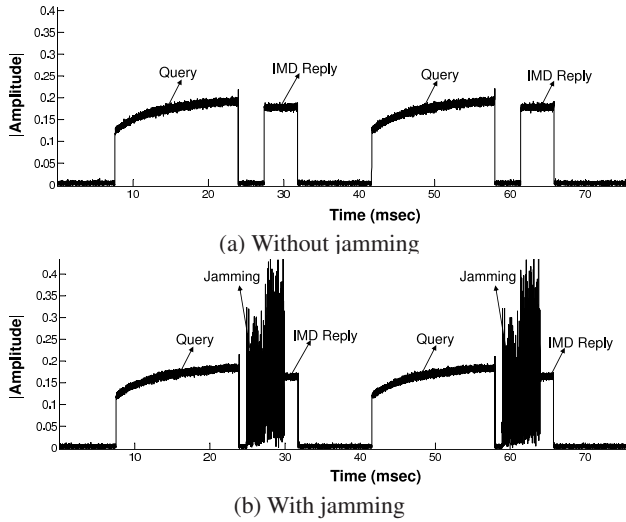 0.4
0.35
0.3
0.25
0.2
0.15
0.1
0.05
0
|Amplitude|
Query
IMD Reply
Query
IMD Reply
10 20 30 40 50 60 70
Time (msec)
(a) Without jamming
0.4
0.35
0.3
0.25
0.2
0.15
0.1
0.05
0
|Amplitude|
Jamming
Query
IMD Reply
Jamming
Query
IMD Reply
10 20 30 40 50 60 70
Time (msec)
(b) With jamming